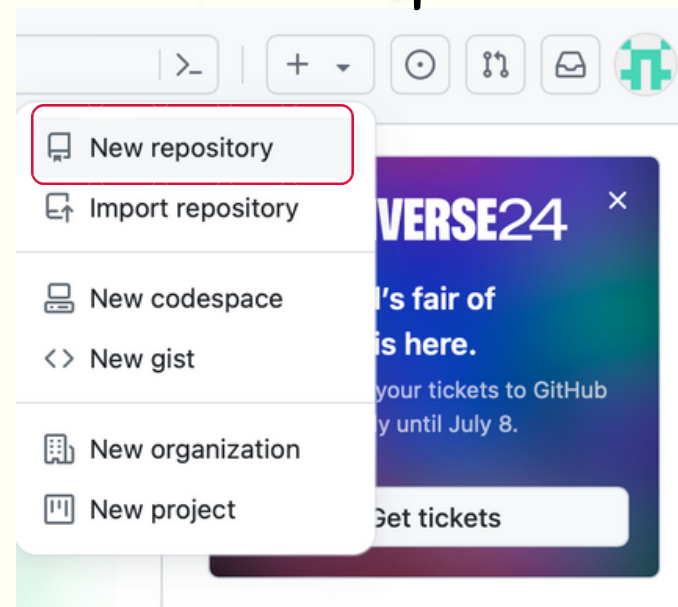 New repository
Import repository
New codespace
New gist
New organization
New project
VERSE24
l's fair of
is here.
your tickets to GitHub
y until July 8.
Get tickets